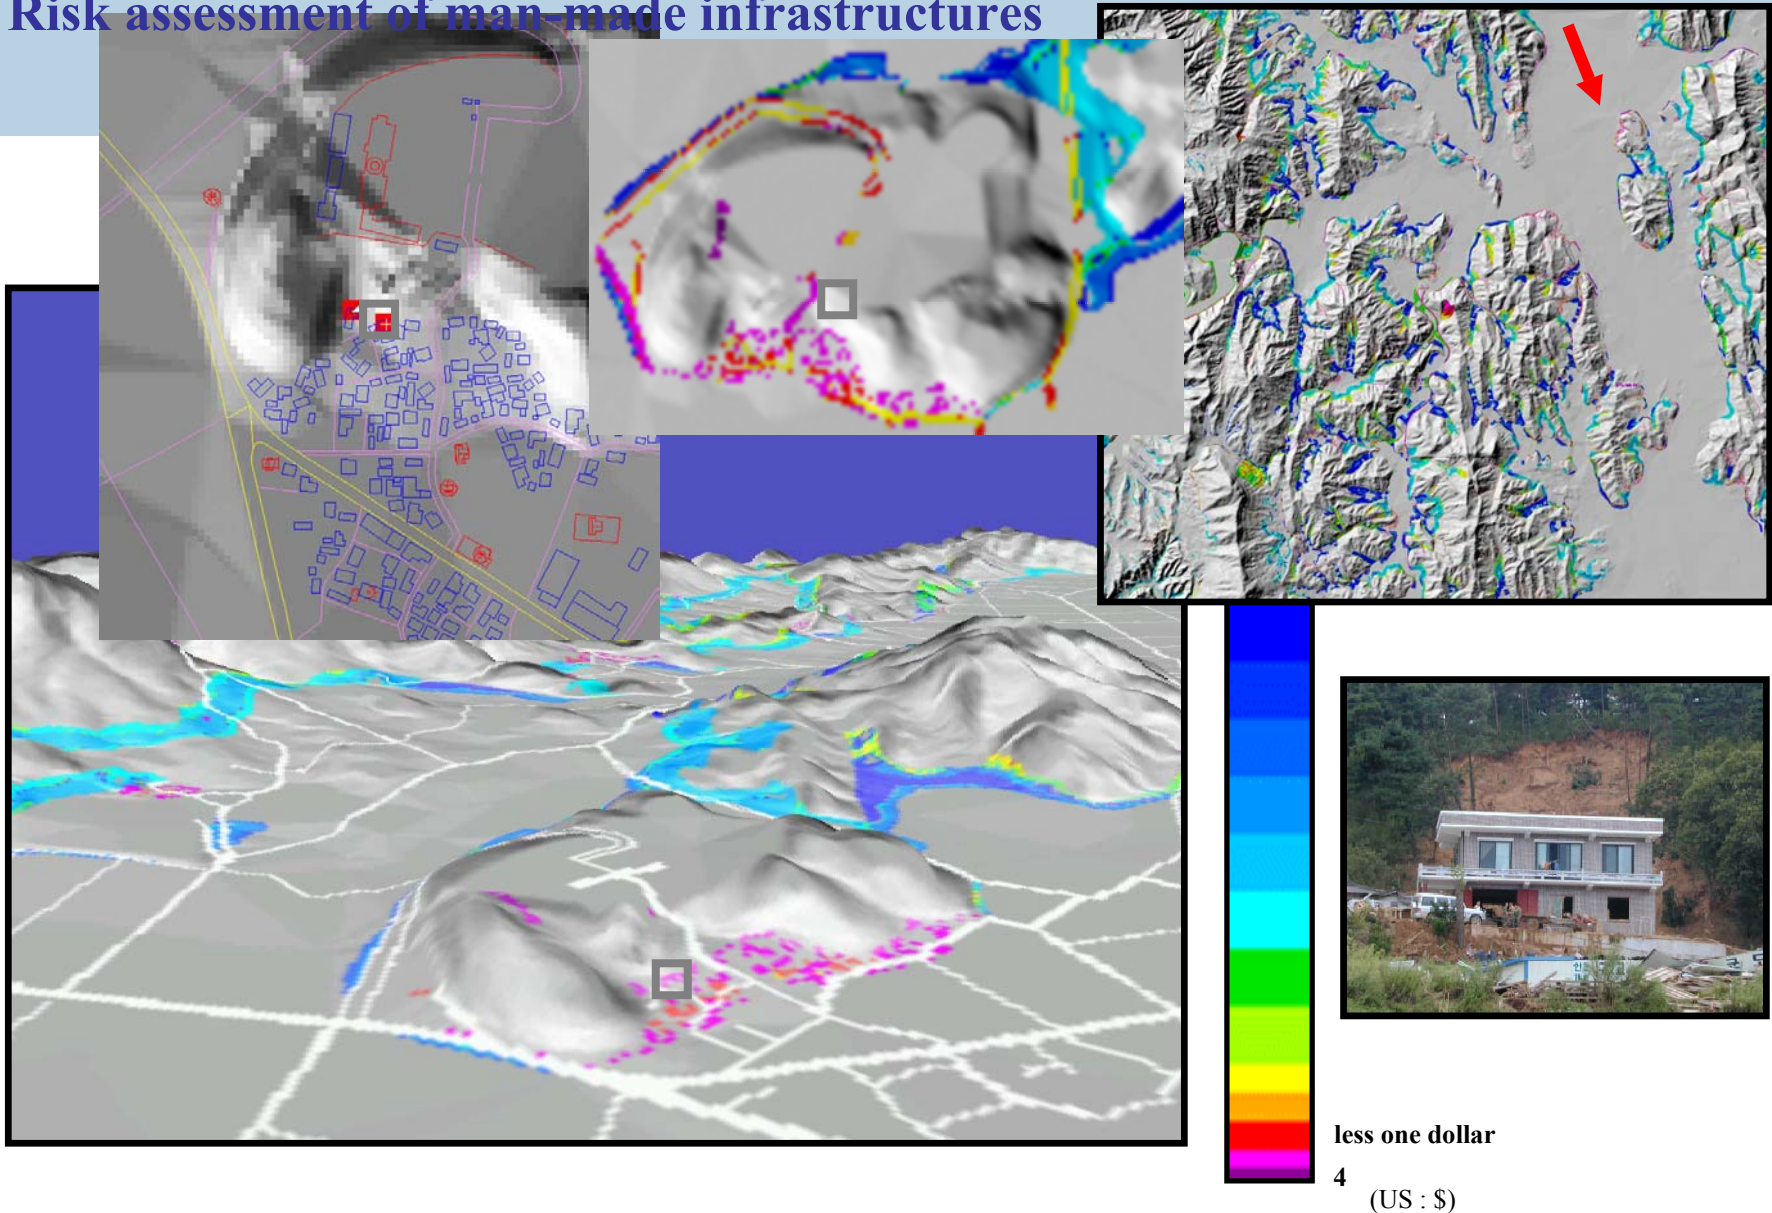 Risk assessment of man-made infrastructures
less one dollar
4
(US : $)